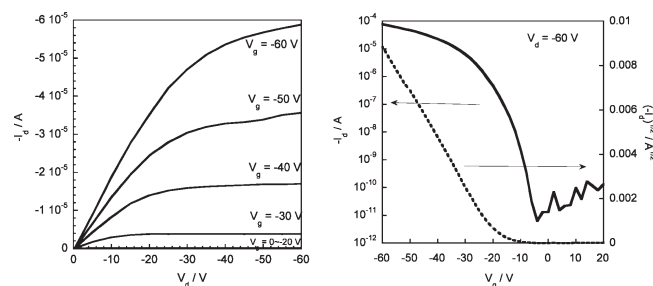 -6 10⁻⁵
-5 10⁻⁵
-4 10⁻⁵
-3 10⁻⁵
-2 10⁻⁵
-1 10⁻⁵
0
-I_d / A
V_g = -60 V
V_g = -50 V
V_g = -40 V
V_g = -30 V
V_g = 0~-20 V
0 -10 -20 -30 -40 -50 -60
V_d / V
10⁻⁴
10⁻⁵
10⁻⁶
10⁻⁷
10⁻⁸
10⁻⁹
10⁻¹⁰
10⁻¹¹
10⁻¹²
-I_d / A
V_d = -60 V
0.01
0.008
0.006
0.004
0.002
0
(-I_d)^1/2 / A^1/2
-60 -50 -40 -30 -20 -10 0 10 20
V_g / V